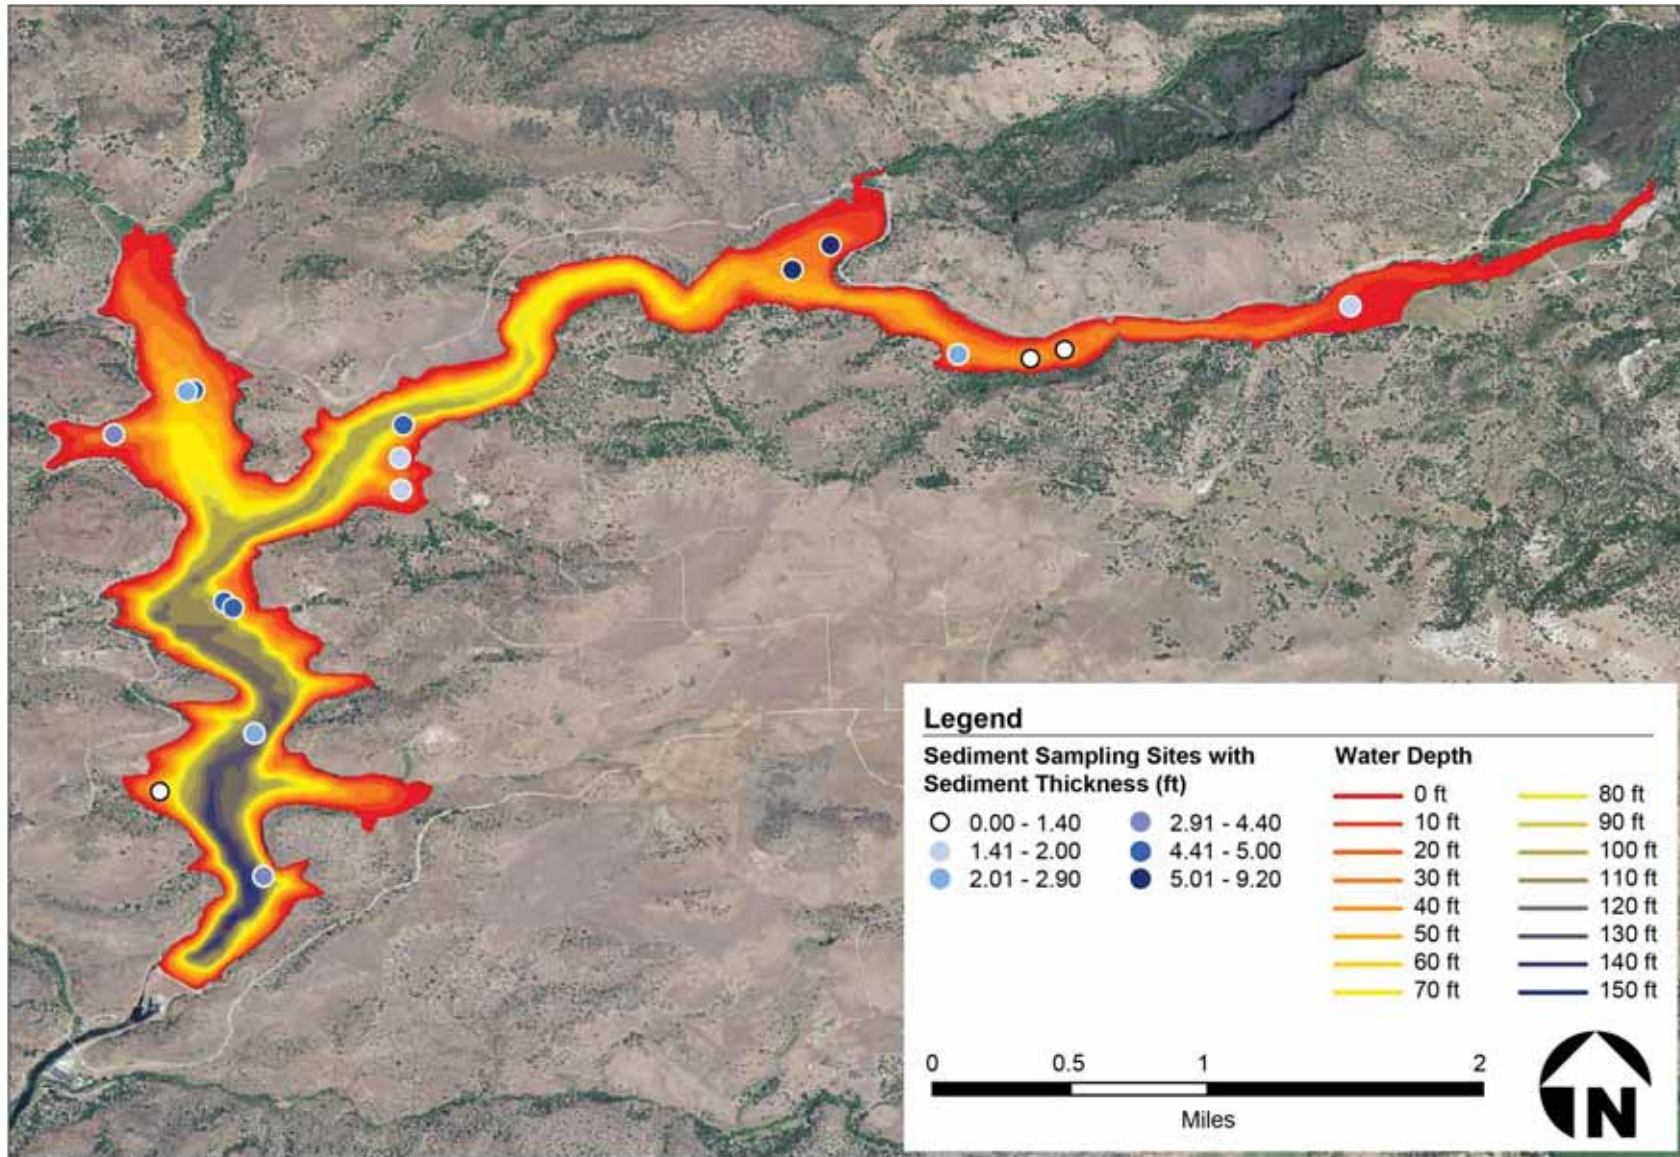 Legend
Sediment Sampling Sites with
Sediment Thickness (ft)
0.00 - 1.40
1.41 - 2.00
2.01 - 2.90
2.91 - 4.40
4.41 - 5.00
5.01 - 9.20
Water Depth
0 ft
10 ft
20 ft
30 ft
40 ft
50 ft
60 ft
70 ft
80 ft
90 ft
100 ft
110 ft
120 ft
130 ft
140 ft
150 ft
0 0.5 1 2
Miles
N